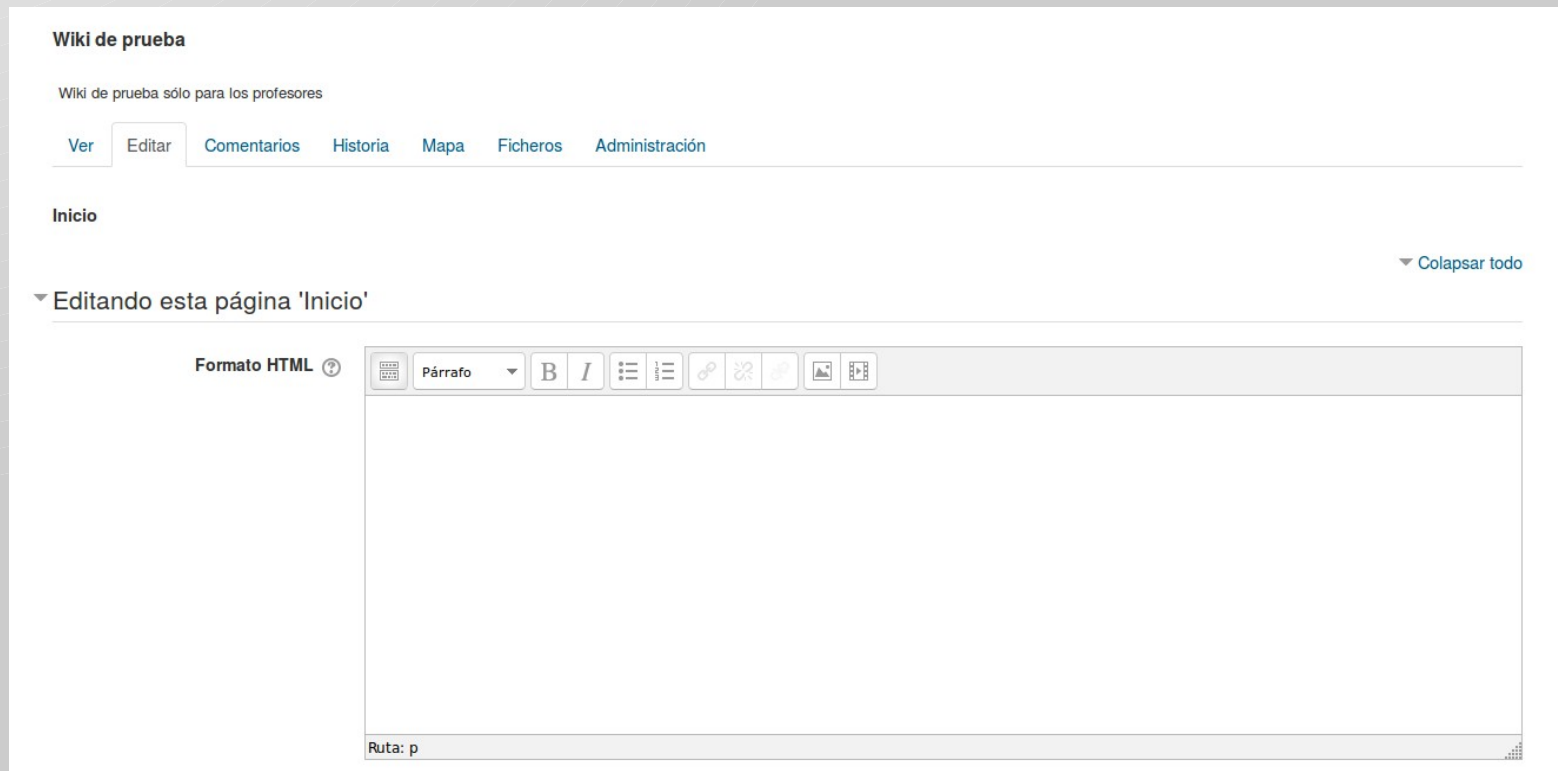 Wiki de prueba
Wiki de prueba sólo para los profesores
Ver Editar Comentarios Historia Mapa Ficheros Administración
Inicio
Colapsar todo
Editando esta página 'Inicio'
Formato HTML ?
Párrafo B I
Ruta: p